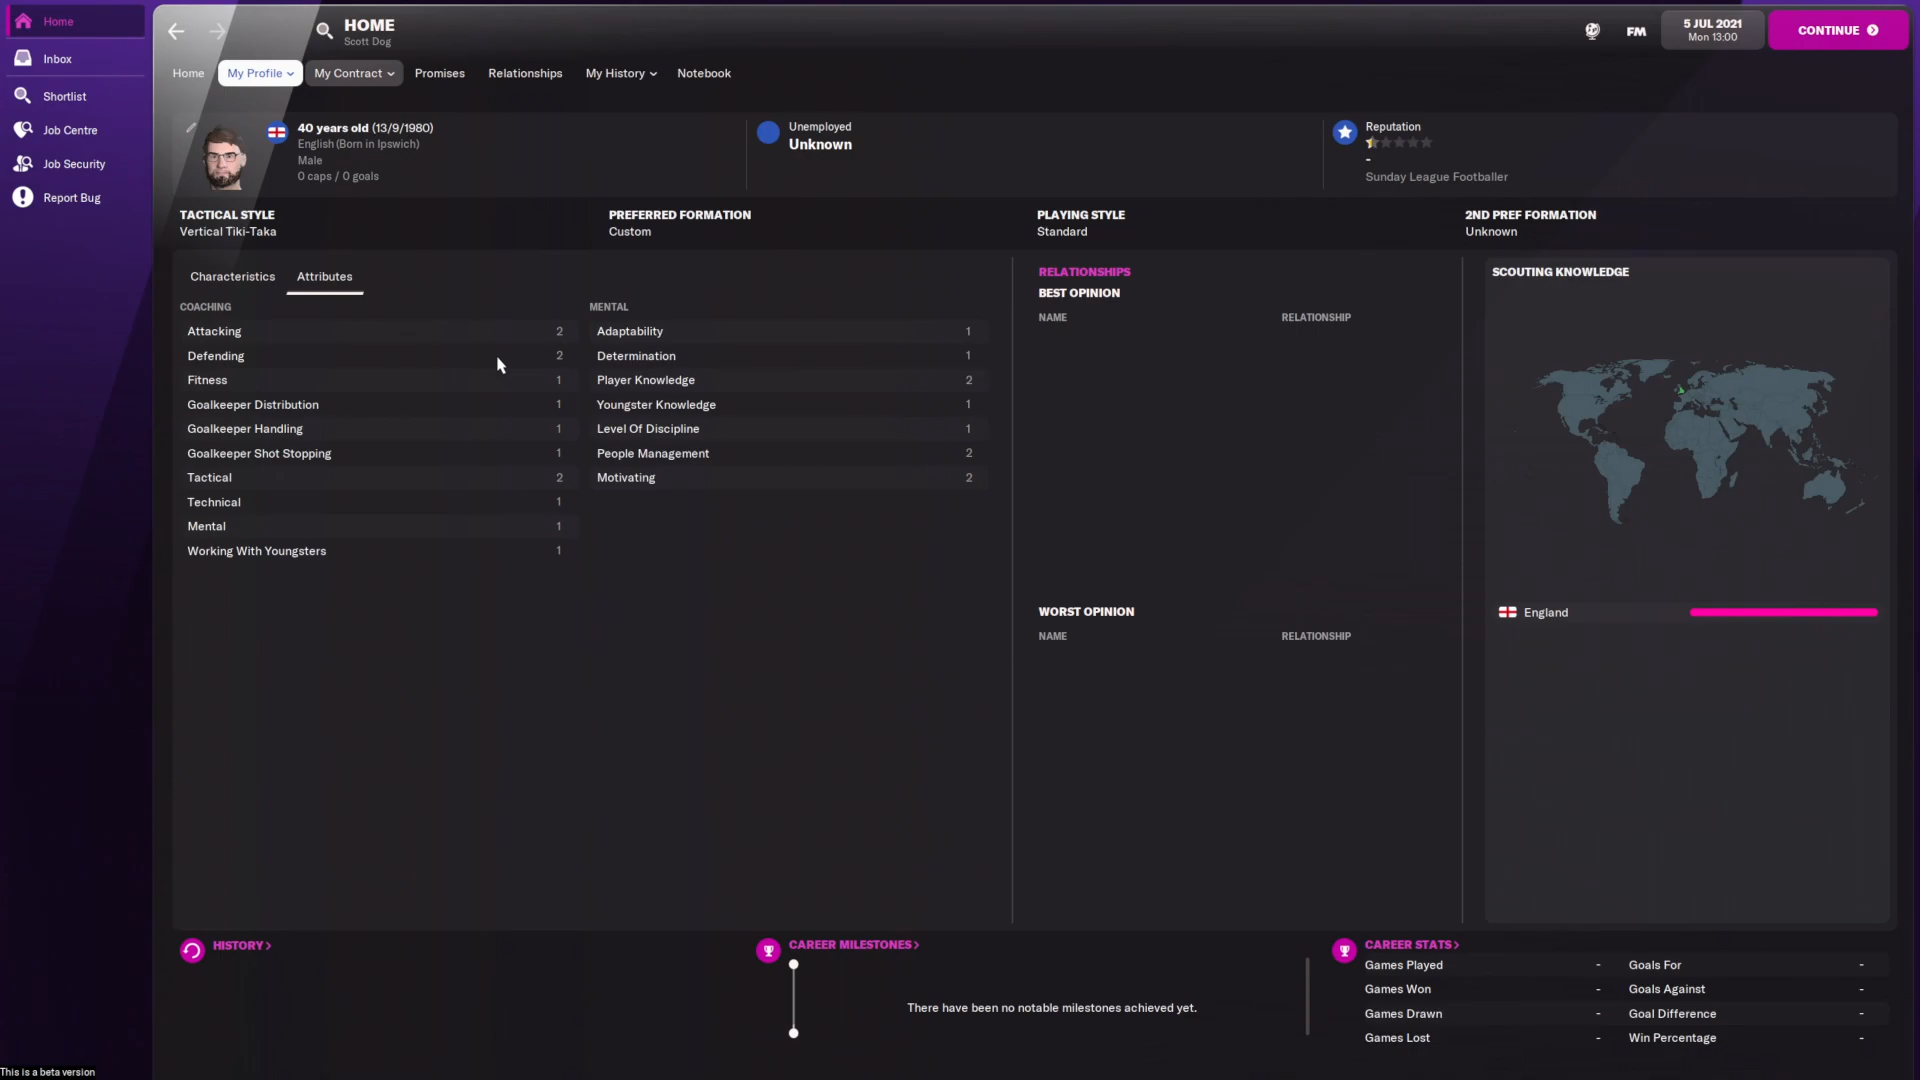 Home
Inbox
Shortlist
Job Centre
Job Security
Report Bug
HOME
Scott Dog
FM
5 JUL 2021
Mon 13:00
CONTINUE
Home
My Profile
My Contract
Promises
Relationships
My History
Notebook
40 years old (13/9/1980)
English (Born in Ipswich)
Male
0 caps / 0 goals
Unemployed
Unknown
Reputation
-
Sunday League Footballer
TACTICAL STYLE
Vertical Tiki-Taka
PREFERRED FORMATION
Custom
PLAYING STYLE
Standard
2ND PREF FORMATION
Unknown
Characteristics
Attributes
COACHING
Attacking 2
Defending 2
Fitness 1
Goalkeeper Distribution 1
Goalkeeper Handling 1
Goalkeeper Shot Stopping 1
Tactical 2
Technical 1
Mental 1
Working With Youngsters 1
MENTAL
Adaptability 1
Determination 1
Player Knowledge 2
Youngster Knowledge 1
Level Of Discipline 1
People Management 2
Motivating 2
RELATIONSHIPS
BEST OPINION
NAME RELATIONSHIP
WORST OPINION
NAME RELATIONSHIP
SCOUTING KNOWLEDGE
England
HISTORY >
CAREER MILESTONES >
There have been no notable milestones achieved yet.
CAREER STATS >
Games Played - Goals For -
Games Won - Goals Against -
Games Drawn - Goal Difference -
Games Lost - Win Percentage -
This is a beta version